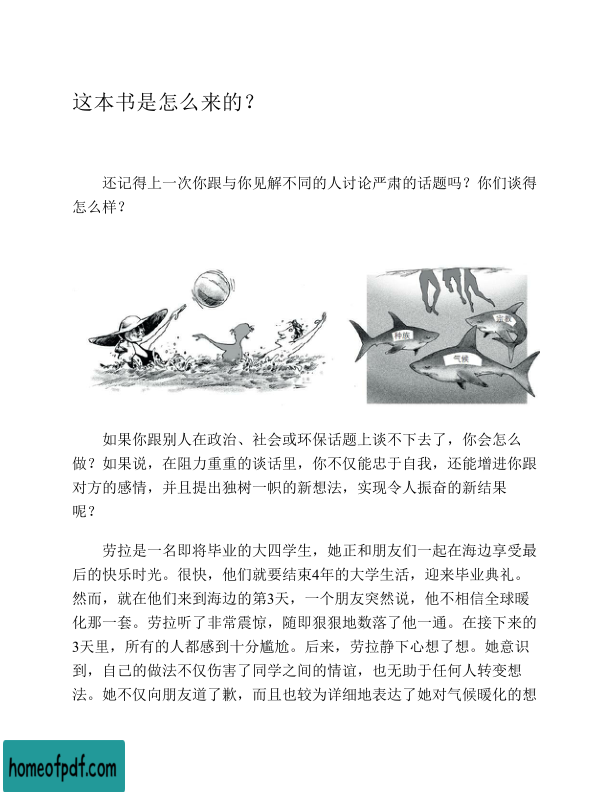 这本书是怎么来的？
还记得上一次你跟与你见解不同的人讨论严肃的话题吗？你们谈得
怎么样？
种族
宗教
气候
如果你跟别人在政治、社会或环保话题上谈不下去了，你会怎么
做？如果说，在阻力重重的谈话里，你不仅能忠于自我，还能增进你跟
对方的感情，并且提出独树一帜的新想法，实现令人振奋的新结果
呢？
劳拉是一名即将毕业的大四学生，她正和朋友们一起在海边享受最
后的快乐时光。很快，他们就要结束4年的大学生活，迎来毕业典礼。
然而，就在他们来到海边的第3天，一个朋友突然说，他不相信全球暖
化那一套。劳拉听了非常震惊，随即狠狠地数落了他一通。在接下来的
3天里，所有的人都感到十分尴尬。后来，劳拉静下心想了想。她意识
到，自己的做法不仅伤害了同学之间的情谊，也无助于任何人转变想
法。她不仅向朋友道了歉，而且也较为详细地表达了她对气候暖化的想
homeofpdf.com